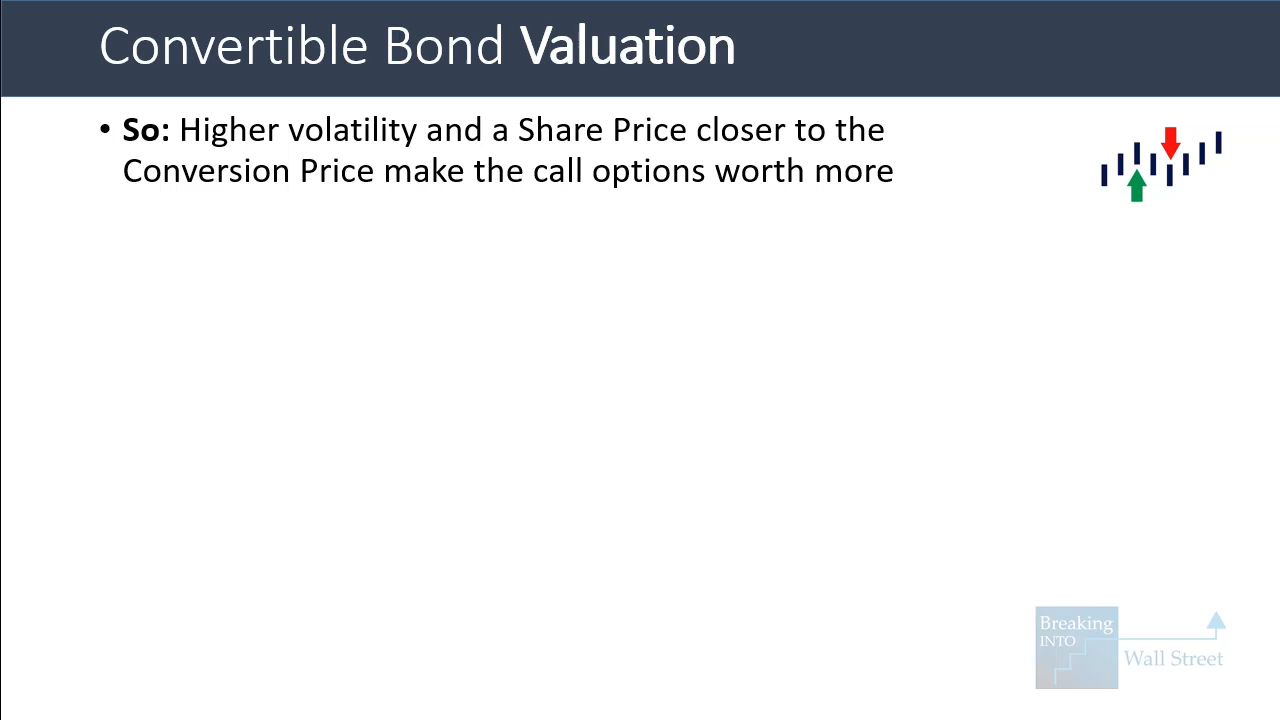 Convertible Bond Valuation
• So: Higher volatility and a Share Price closer to the
Conversion Price make the call options worth more
Breaking
INTO
Wall Street